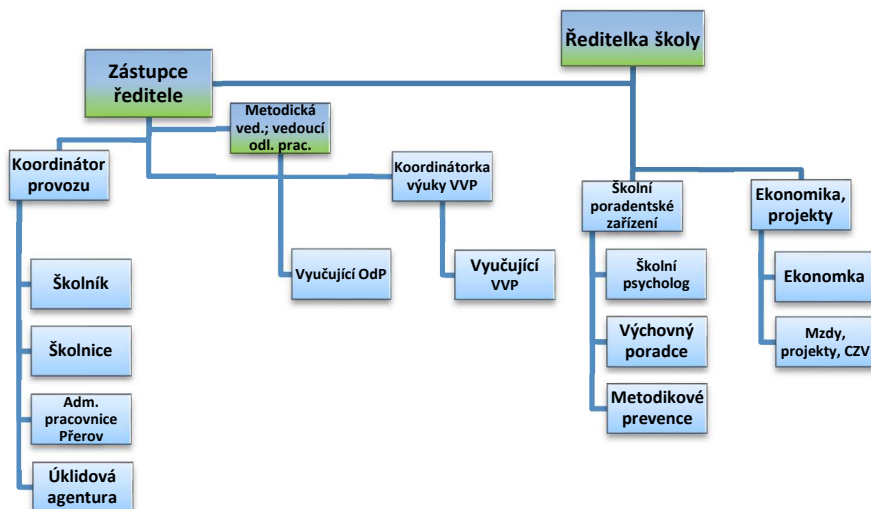 Ředitelka školy
Zástupce
ředitele
Metodická
ved.; vedoucí
odl. prac.
Koordinátor
provozu
Koordinátorka
výuky VVP
Školní
poradentské
zařízení
Ekonomika,
projekty
Školník
Vyučující OdP
Vyučující
VVP
Školní
psycholog
Ekonomka
Školnice
Výchovný
poradce
Mzdy,
projekty, CZV
Adm.
pracovnice
Přerov
Metodikové
prevence
Úklidová
agentura